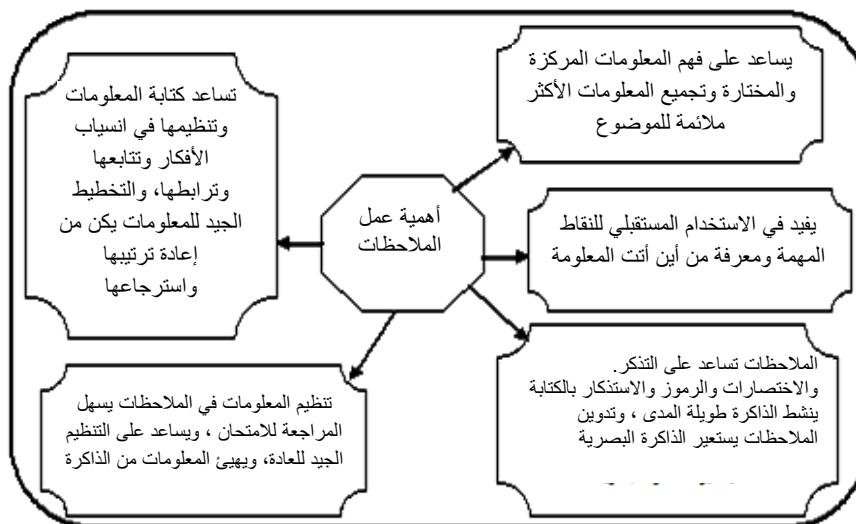 يساعد على فهم المعلومات المركزة
والمختارة وتجميع المعلومات الأكثر
ملائمة للموضوع
تساعد كتابة المعلومات
وتنظيمها في انسياب
الأفكار وتتابعها
وترابطها، والتخطيط
الجيد للمعلومات يكن من
إعادة ترتيبها
واسترجاعها
أهمية عمل
الملاحظات
يفيد في الاستخدام المستقبلي للنقاط
المهمة ومعرفة من أين أتت المعلومة
الملاحظات تساعد على التذكر.
والاختصارات والرموز والاستذكار بالكتابة
ينشط الذاكرة طويلة المدى ، وتدوين
الملاحظات يستعير الذاكرة البصرية
تنظيم المعلومات في الملاحظات يسهل
المراجعة للامتحان ، ويساعد على التنظيم
الجيد للعادة، ويهيئ المعلومات من الذاكرة